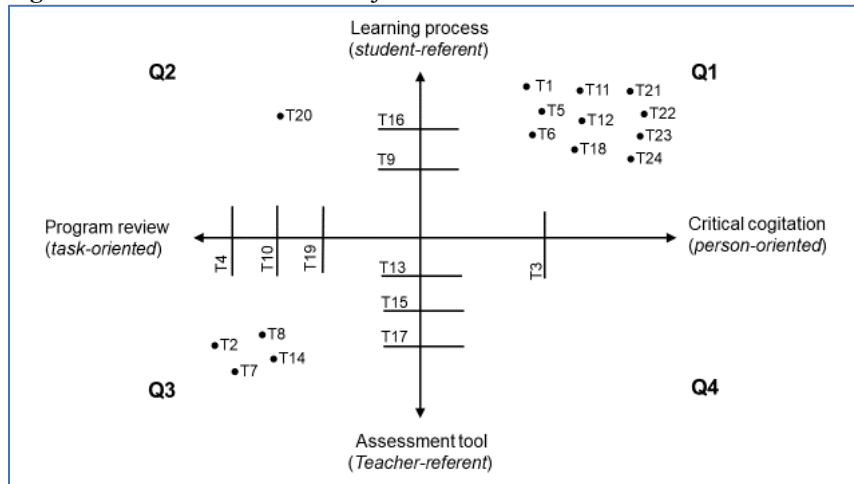 Learning process
(student-referent)
Q2
Q1
T1
T11
T21
T20
T5
T22
T16
T12
T6
T23
T18
T24
T9
Program review
(task-oriented)
Critical cogitation
(person-oriented)
T4
T10
T19
T13
T3
T15
T17
T8
T2
T14
T7
Q3
Q4
Assessment tool
(Teacher-referent)